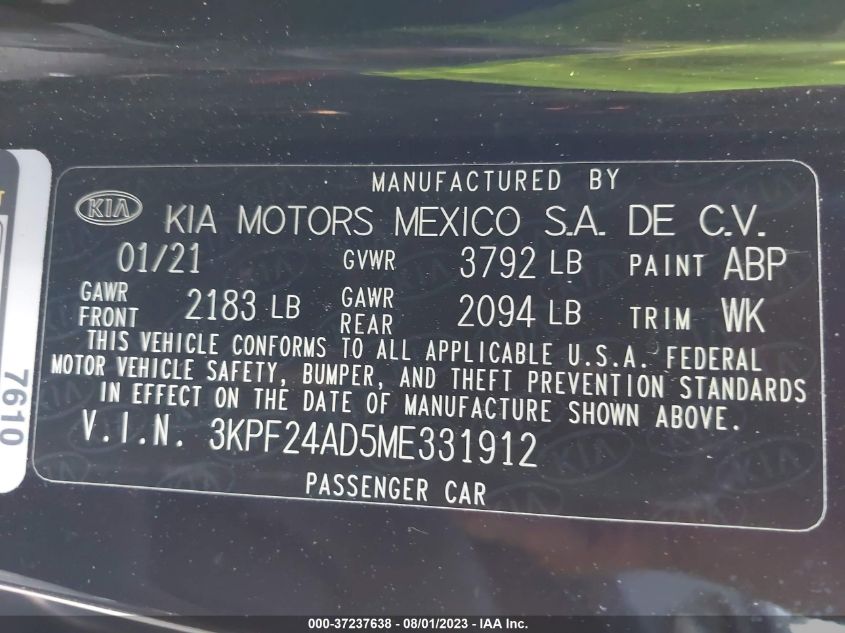 MANUFACTURED BY
KIA KIA MOTORS MEXICO S.A. DE C.V.
01/21 GVWR 3792 LB PAINT ABP
GAWR FRONT 2183 LB GAWR REAR 2094 LB TRIM WK
THIS VEHICLE CONFORMS TO ALL APPLICABLE U.S.A. FEDERAL
MOTOR VEHICLE SAFETY, BUMPER, AND THEFT PREVENTION STANDARDS
IN EFFECT ON THE DATE OF MANUFACTURE SHOWN ABOVE.
V.I.N. 3KPF24AD5ME331912
PASSENGER CAR
7610
000-37237638 - 08/01/2023 - IAAI Inc.